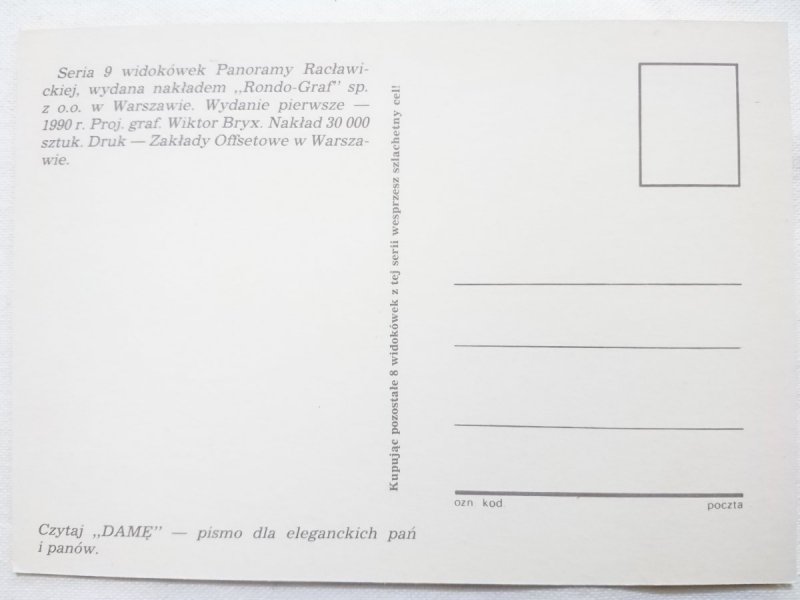 Seria 9 widokówek Panoramy Racławi-
ckiej, wydana nakładem „Rondo-Graf" sp.
z o.o. w Warszawie. Wydanie pierwsze —
1990 r. Proj. graf. Wiktor Bryx. Nakład 30 000
sztuk. Druk — Zakłady Offsetowe w Warsza-
wie.
Czytaj „DAMĘ" — pismo dla eleganckich pań
i panów.
Kupując pozostałe 8 widokówek z tej serii wesprzesz szlachetny cel!
ozn. kod. poczta